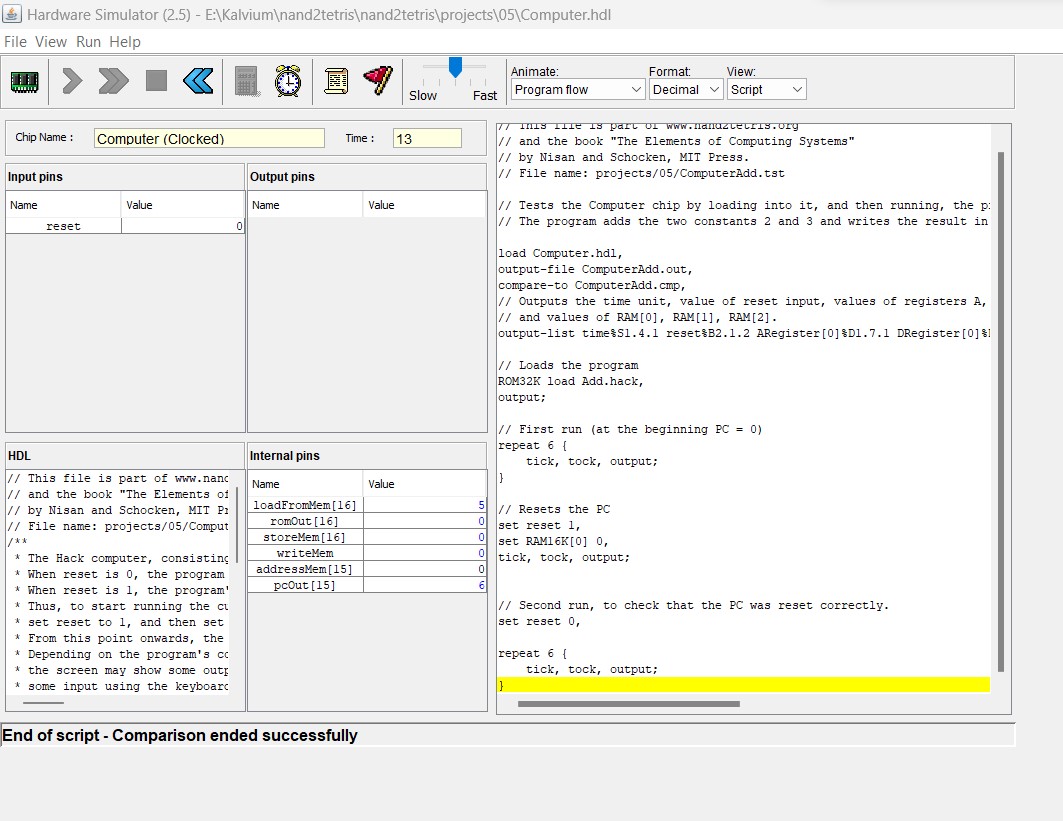 Hardware Simulator (2.5) - E:\Kalvium\nand2tetris\nand2tetris\projects\05\Computer.hdl
File View Run Help
Slow Fast
Animate:
Program flow
Format:
Decimal
View:
Script
Chip Name :
Computer (Clocked)
Time :
13
Input pins
Name Value
reset 0
Output pins
Name Value
HDL
// This file is part of www.nand
// and the book "The Elements of
// by Nisan and Schocken, MIT P
// File name: projects/05/Comput
/**
* The Hack computer, consisting
* When reset is 0, the program
* When reset is 1, the program'
* Thus, to start running the cu
* set reset to 1, and then set
* From this point onwards, the
* Depending on the program's co
* the screen may show some outp
* some input using the keyboard
Internal pins
Name Value
loadFromMem[16] 5
romOut[16] 0
storeMem[16] 0
writeMem 0
addressMem[15] 0
pcOut[15] 6
// This file is part of www.nand2tetris.org
// and the book "The Elements of Computing Systems"
// by Nisan and Schocken, MIT Press.
// File name: projects/05/ComputerAdd.tst
// Tests the Computer chip by loading into it, and then running, the p
// The program adds the two constants 2 and 3 and writes the result in
load Computer.hdl,
output-file ComputerAdd.out,
compare-to ComputerAdd.cmp,
// Outputs the time unit, value of reset input, values of registers A,
// and values of RAM[0], RAM[1], RAM[2].
output-list time%S1.4.1 reset%B2.1.2 ARegister[0]%D1.7.1 DRegister[0]%
// Loads the program
ROM32K load Add.hack,
output;
// First run (at the beginning PC = 0)
repeat 6 {
tick, tock, output;
}
// Resets the PC
set reset 1,
set RAM16K[0] 0,
tick, tock, output;
// Second run, to check that the PC was reset correctly.
set reset 0,
repeat 6 {
tick, tock, output;
}
End of script - Comparison ended successfully